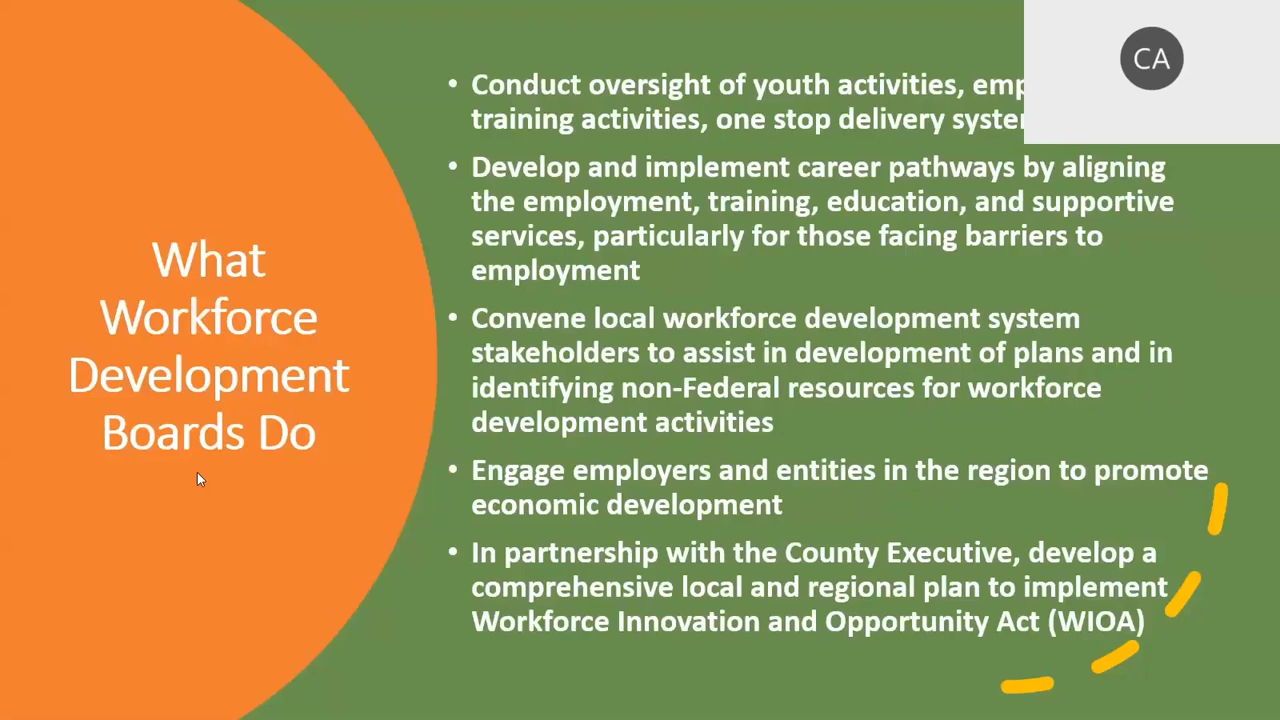 What
Workforce
Development
Boards Do
• Conduct oversight of youth activities,
training activities, one stop delivery
• Develop and implement career pathways by aligning
the employment, training, education, and supportive
services, particularly for those facing barriers to
employment
• Convene local workforce development system
stakeholders to assist in development of plans and in
identifying non-Federal resources for workforce
development activities
• Engage employers and entities in the region to promote
economic development
• In partnership with the County Executive, develop a
comprehensive local and regional plan to implement
Workforce Innovation and Opportunity Act (WIOA)
CA